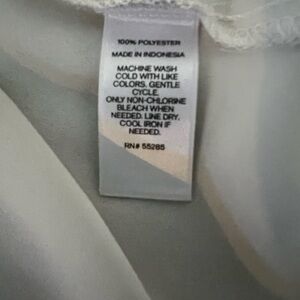 100% POLYESTER
MADE IN INDONESIA
MACHINE WASH
COLD WITH LIKE
COLORS. GENTLE
CYCLE.
ONLY NON-CHLORINE
BLEACH WHEN
NEEDED. LINE DRY.
COOL IRON IF
NEEDED.
RN# 55285